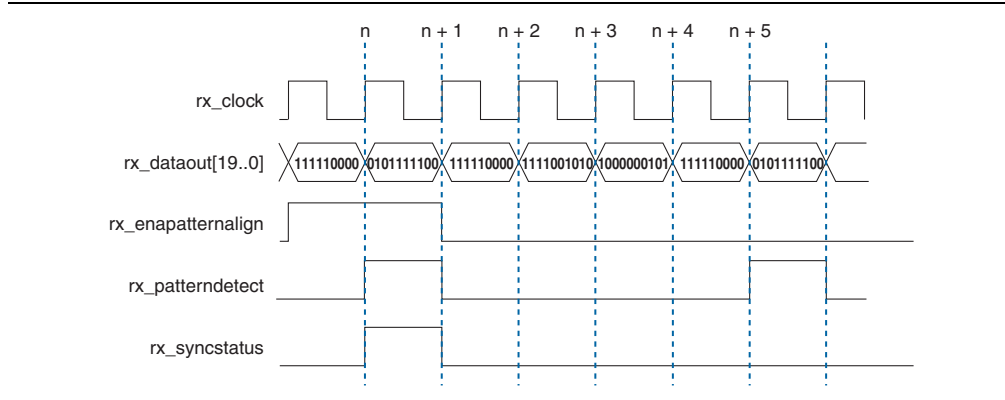 n n + 1 n + 2 n + 3 n + 4 n + 5
rx_clock
rx_dataout[19..0] 111110000 0101111100 111110000 1111001010 1000000101 111110000 0101111100
rx_enapatternalign
rx_patterndetect
rx_syncstatus